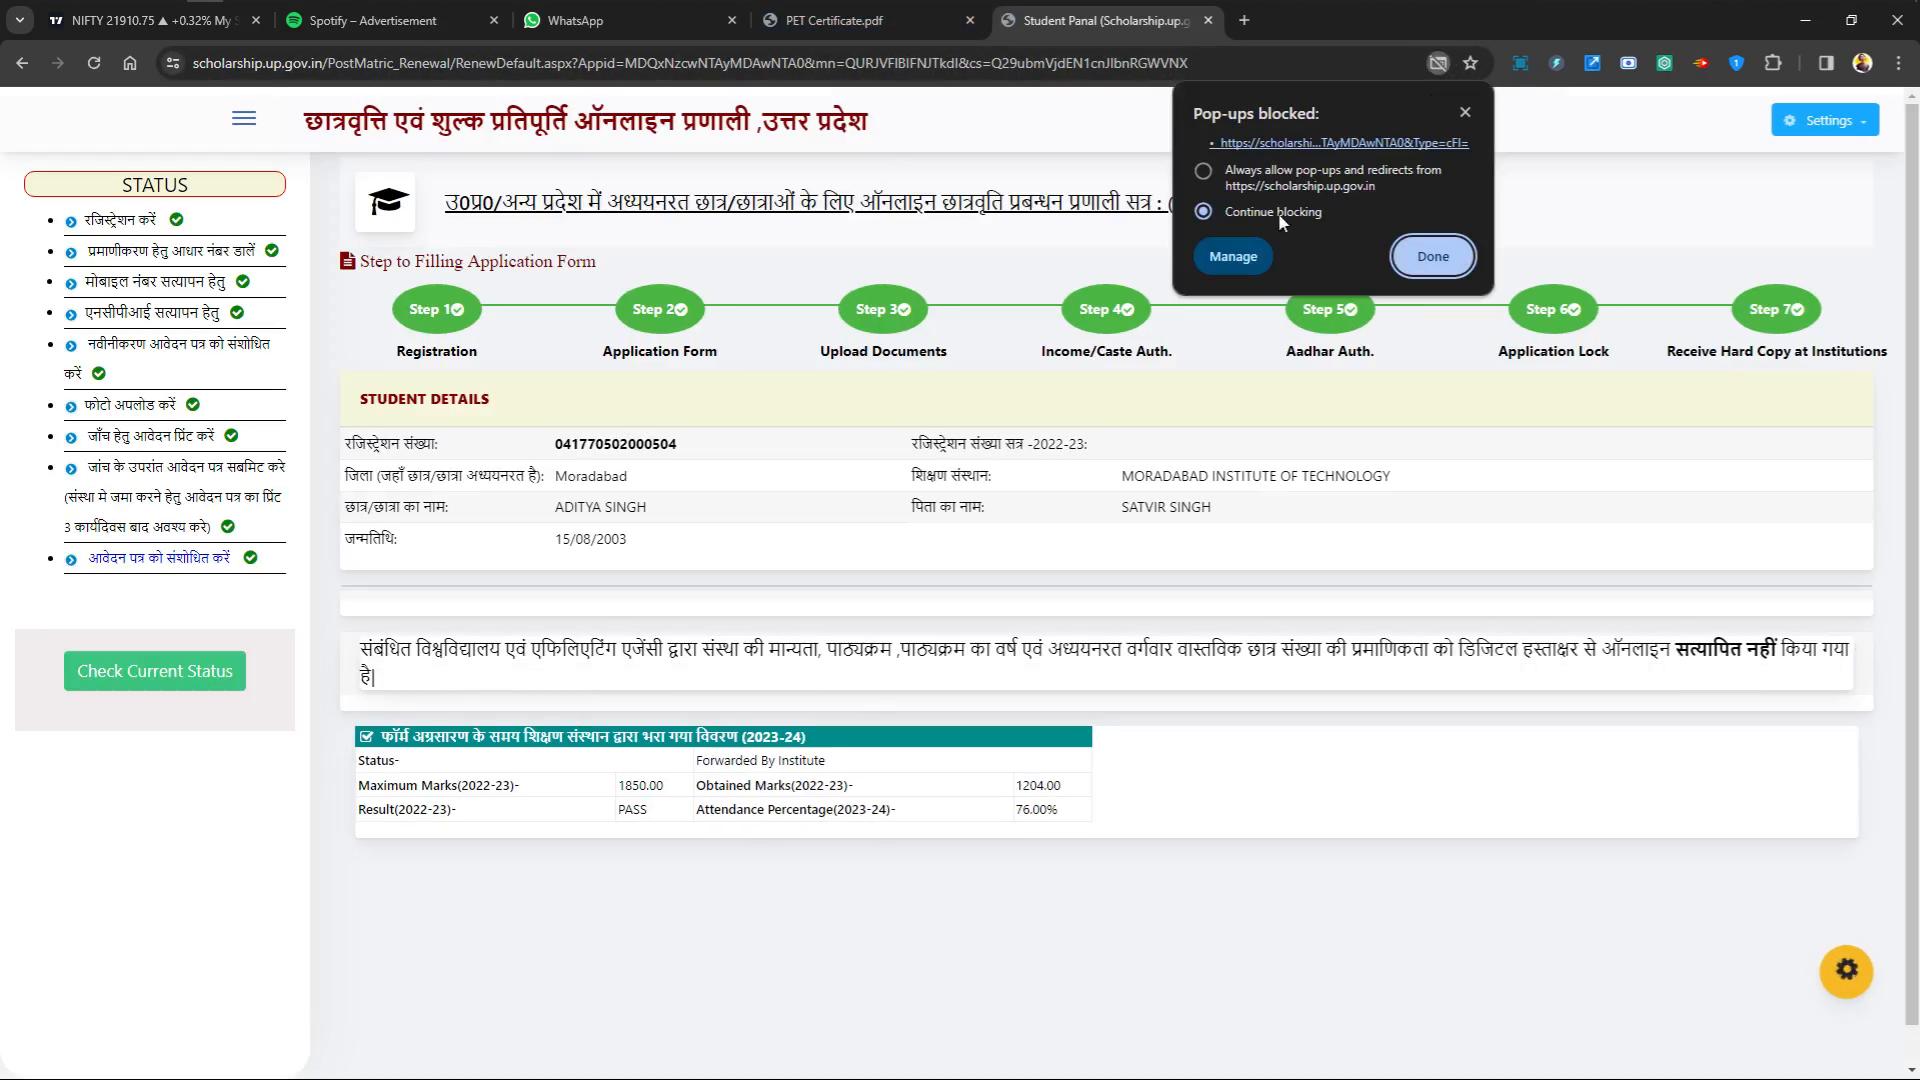 NIFTY 21910.75 ▲ +0.32% My S
Spotify – Advertisement
WhatsApp
PET Certificate.pdf
Student Panal (Scholarship.up.g
scholarship.up.gov.in/PostMatric_Renewal/RenewDefault.aspx?Appid=MDQxNzcwNTAyMDAwNTA0&mn=QURJVFlBIFNJTkdI&cs=Q29ubmVjdEN1cnJlbnRGWVNX
छात्रवृत्ति एवं शुल्क प्रतिपूर्ति ऑनलाइन प्रणाली ,उत्तर प्रदेश
Settings
Pop-ups blocked:
• https://scholarshi...TAyMDAwNTA0&Type=cFI=
Always allow pop-ups and redirects from
https://scholarship.up.gov.in
Continue blocking
Manage
Done
STATUS
रजिस्ट्रेशन करें
प्रमाणीकरण हेतु आधार नंबर डालें
मोबाइल नंबर सत्यापन हेतु
एनसीपीआई सत्यापन हेतु
नवीनीकरण आवेदन पत्र को संशोधित
करें
फोटो अपलोड करें
जाँच हेतु आवेदन प्रिंट करें
जांच के उपरांत आवेदन पत्र सबमिट करे
(संस्था मे जमा करने हेतु आवेदन पत्र का प्रिंट
3 कार्यदिवस बाद अवश्य करे)
आवेदन पत्र को संशोधित करें
Check Current Status
उ0प्र0/अन्य प्रदेश में अध्ययनरत छात्र/छात्राओं के लिए ऑनलाइन छात्रवृति प्रबन्धन प्रणाली सत्र : (
Step to Filling Application Form
Step 1 Step 2 Step 3 Step 4 Step 5 Step 6 Step 7
Registration Application Form Upload Documents Income/Caste Auth. Aadhar Auth. Application Lock Receive Hard Copy at Institutions
STUDENT DETAILS
रजिस्ट्रेशन संख्या: 041770502000504 रजिस्ट्रेशन संख्या सत्र -2022-23:
जिला (जहाँ छात्र/छात्रा अध्ययनरत है): Moradabad शिक्षण संस्थान: MORADABAD INSTITUTE OF TECHNOLOGY
छात्र/छात्रा का नाम: ADITYA SINGH पिता का नाम: SATVIR SINGH
जन्मतिथि: 15/08/2003
संबंधित विश्वविद्यालय एवं एफिलिएटिंग एजेंसी द्वारा संस्था की मान्यता, पाठ्यक्रम ,पाठ्यक्रम का वर्ष एवं अध्ययनरत वर्गवार वास्तविक छात्र संख्या की प्रमाणिकता को डिजिटल हस्ताक्षर से ऑनलाइन सत्यापित नहीं किया गया
है|
फॉर्म अग्रसारण के समय शिक्षण संस्थान द्वारा भरा गया विवरण (2023-24)
Status- Forwarded By Institute
Maximum Marks(2022-23)- 1850.00 Obtained Marks(2022-23)- 1204.00
Result(2022-23)- PASS Attendance Percentage(2023-24)- 76.00%